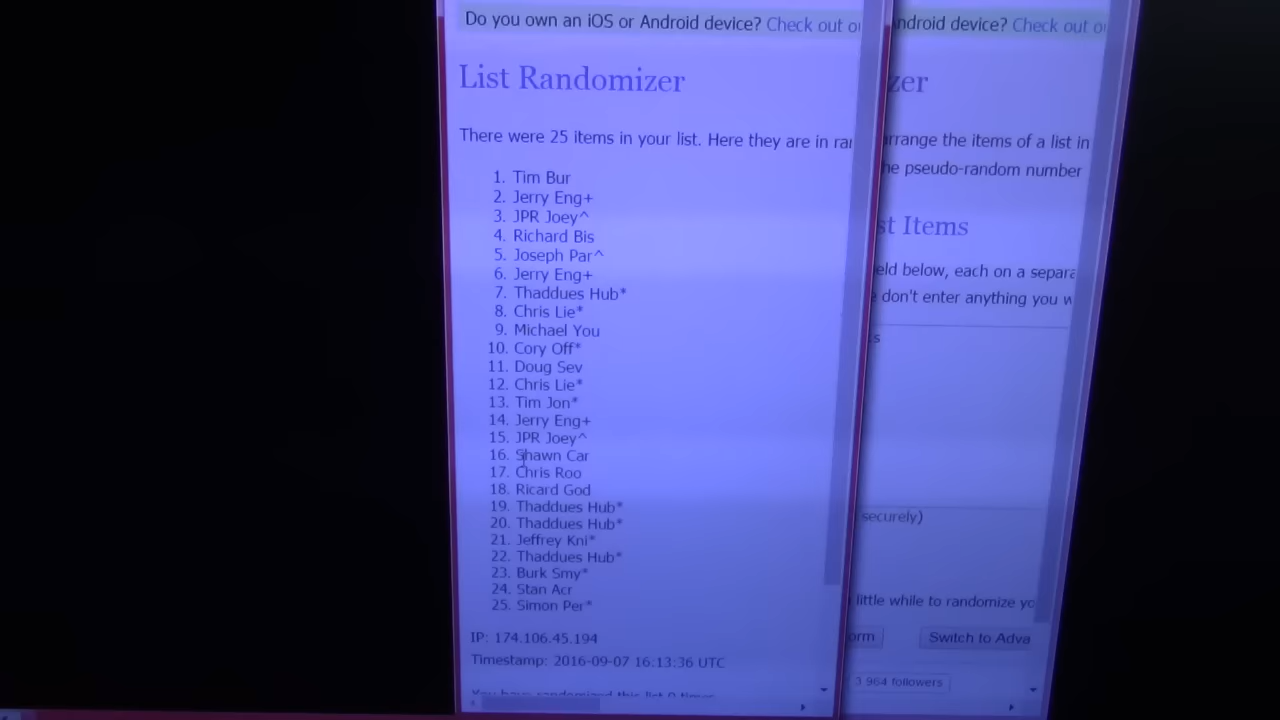 Do you own an iOS or Android device? Check out o
List Randomizer
There were 25 items in your list. Here they are in rar
1. Tim Bur
2. Jerry Eng+
3. JPR Joey^
4. Richard Bis
5. Joseph Par^
6. Jerry Eng+
7. Thaddues Hub*
8. Chris Lie*
9. Michael You
10. Cory Off*
11. Doug Sev
12. Chris Lie*
13. Tim Jon*
14. Jerry Eng+
15. JPR Joey^
16. Shawn Car
17. Chris Roo
18. Ricard God
19. Thaddues Hub*
20. Thaddues Hub*
21. Jeffrey Kni*
22. Thaddues Hub*
23. Burk Smy*
24. Stan Acr
25. Simon Per*
IP: 174.106.45.194
Timestamp: 2016-09-07 16:13:36 UTC
ndroid device? Check out o
zer
rrange the items of a list in
he pseudo-random number
st Items
eld below, each on a separa
don't enter anything you w
s
securely)
little while to randomize yo
orm
Switch to Adva
3 964 followers